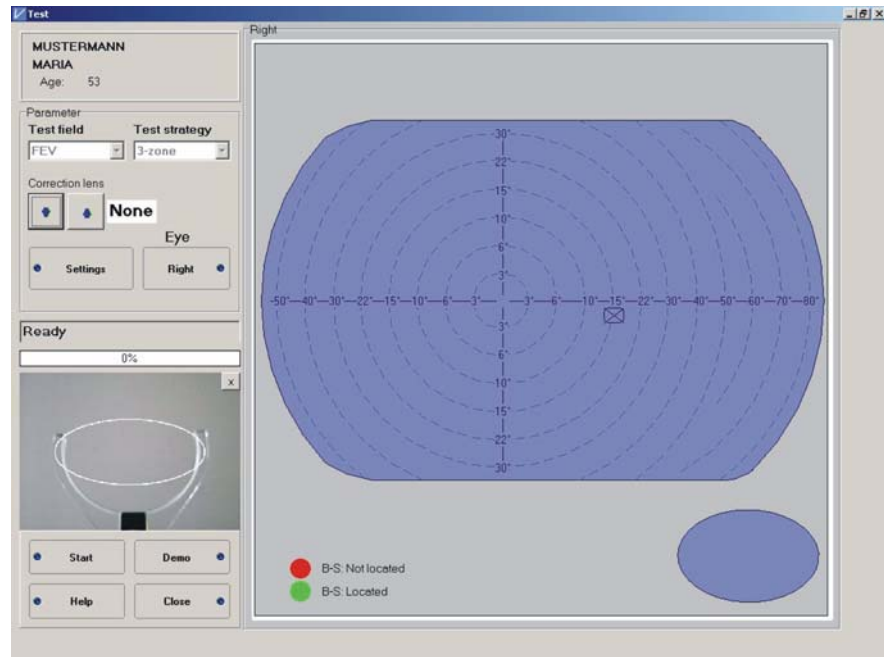 Test
MUSTERMANN
MARIA
Age: 53
Parameter
Test field Test strategy
FEV 3-zone
Correction lens
None
Eye
Settings Right
Ready
0%
x
Start Demo
Help Close
Right
30°
22°
15°
10°
6°
3°
-50°-40°-30°-22°-15°-10°-6°-3° 3°-6° 10°-15°-22°-30°-40°-50°-60°-70°-80°
3°
6°
10°
15°
22°
30°
B-S: Not located
B-S: Located